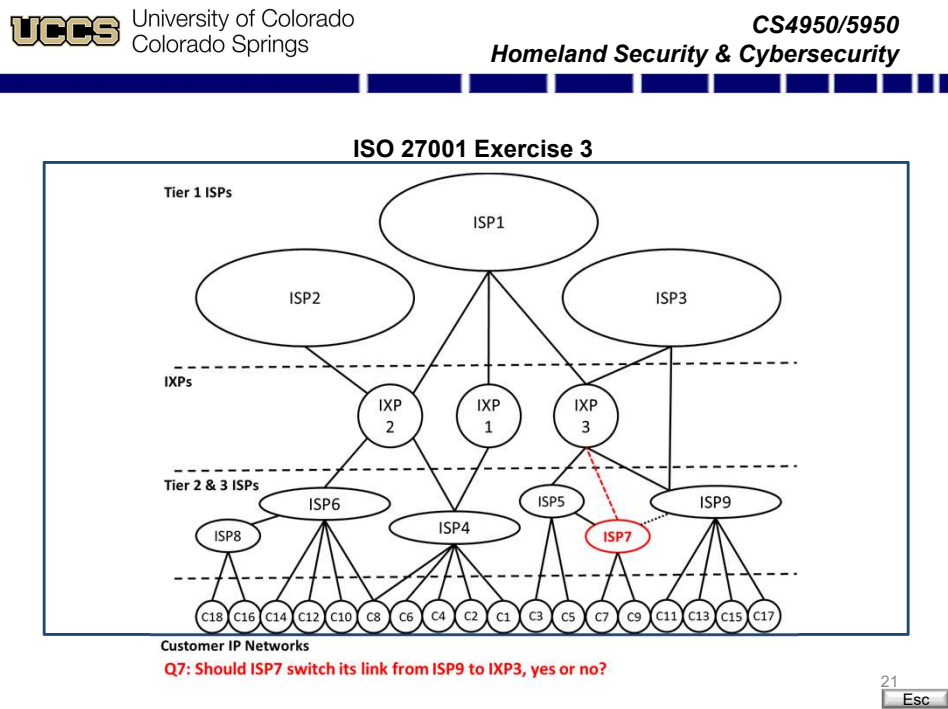 UCCS
University of Colorado
Colorado Springs
CS4950/5950
Homeland Security & Cybersecurity
ISO 27001 Exercise 3
Tier 1 ISPs
ISP1
ISP2
ISP3
IXPs
IXP
2
IXP
1
IXP
3
Tier 2 & 3 ISPs
ISP6
ISP5
ISP9
ISP4
ISP8
ISP7
C18
C16
C14
C12
C10
C8
C6
C4
C2
C1
C3
C5
C7
C9
C11
C13
C15
C17
Customer IP Networks
Q7: Should ISP7 switch its link from ISP9 to IXP3, yes or no?
21
Esc